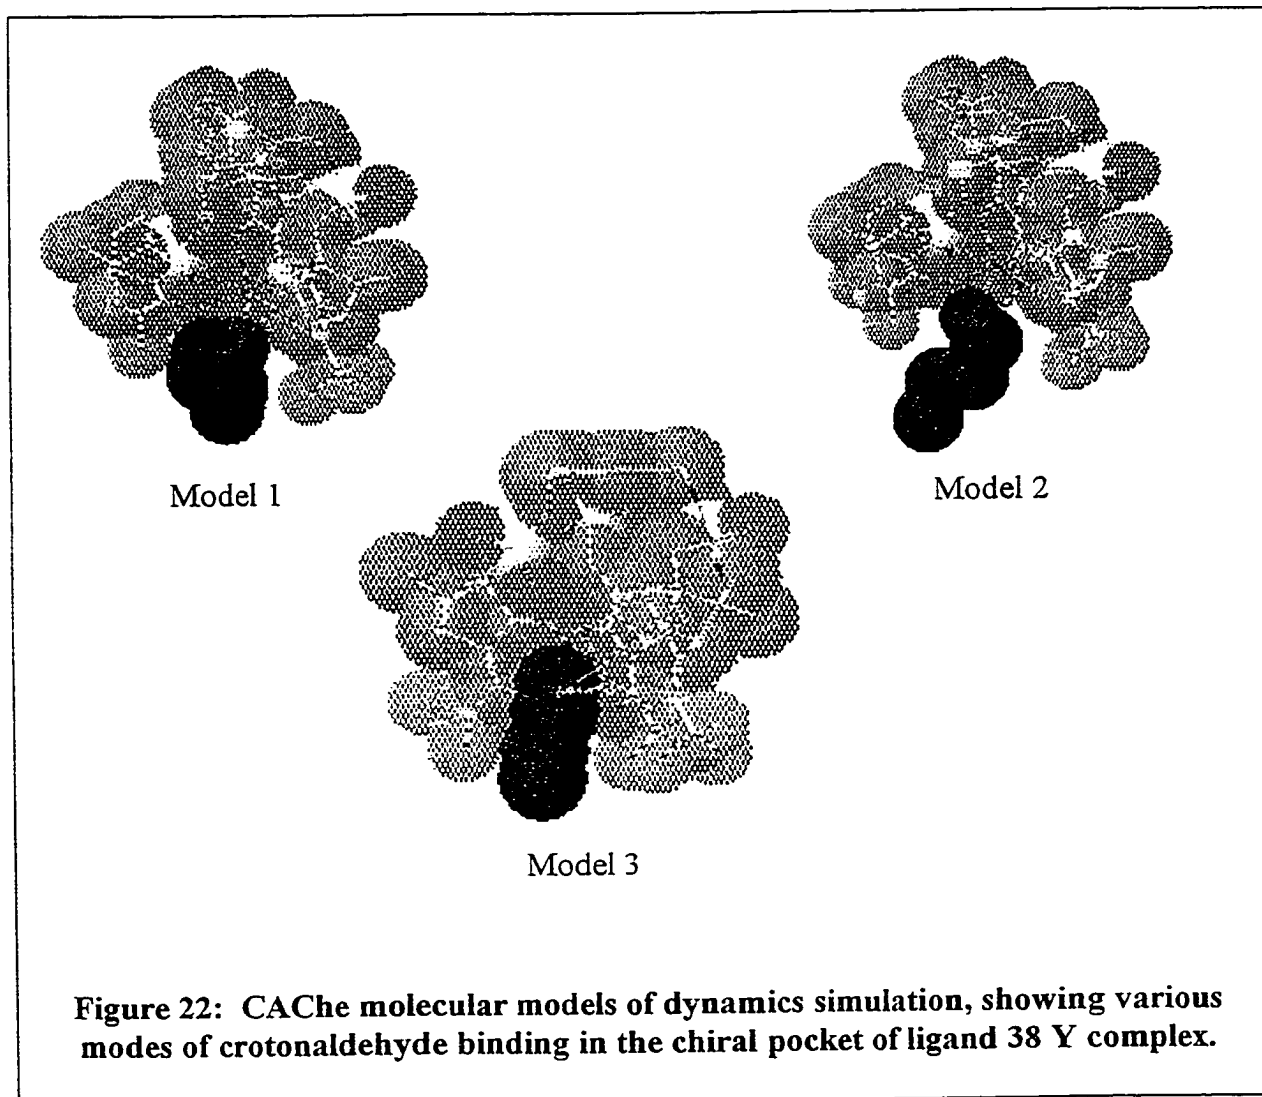 Model 1
Model 2
Model 3
Figure 22: CAChe molecular models of dynamics simulation, showing various
modes of crotonaldehyde binding in the chiral pocket of ligand 38 Y complex.